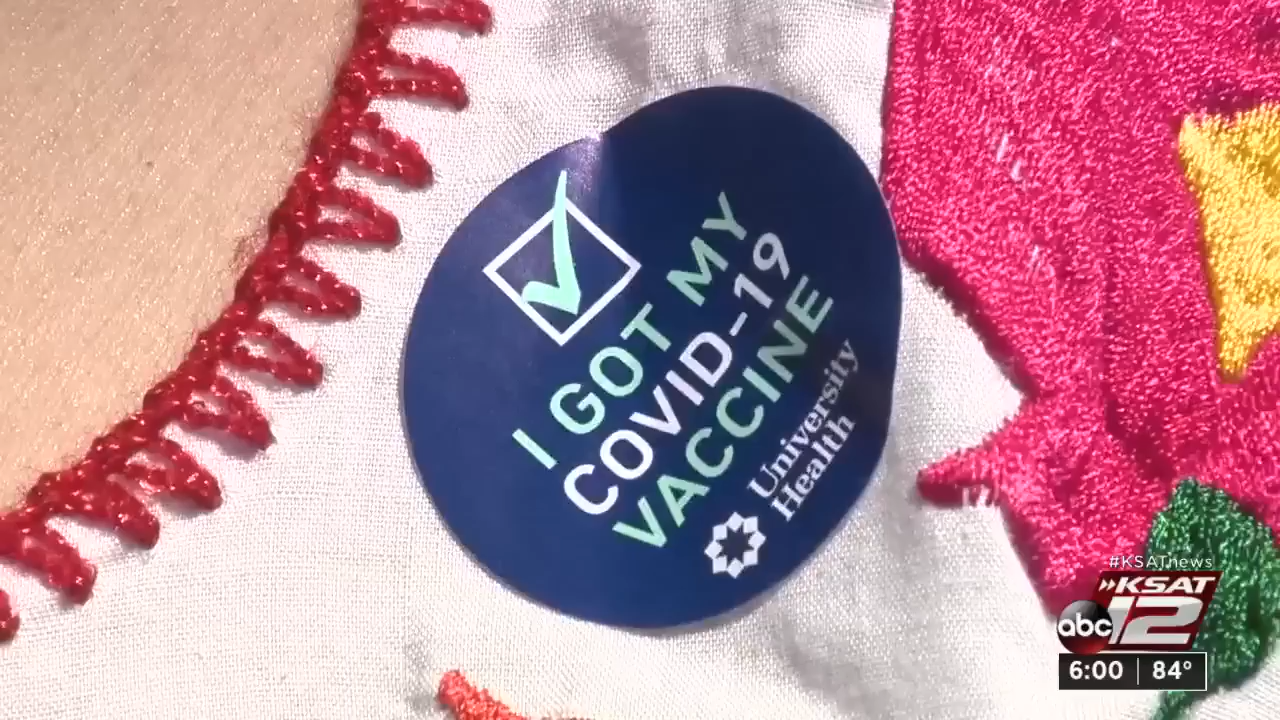 I GOT MY
COVID-19
VACCINE
University
Health
#KSATnews
KSAT
12
abc
6:00 84°